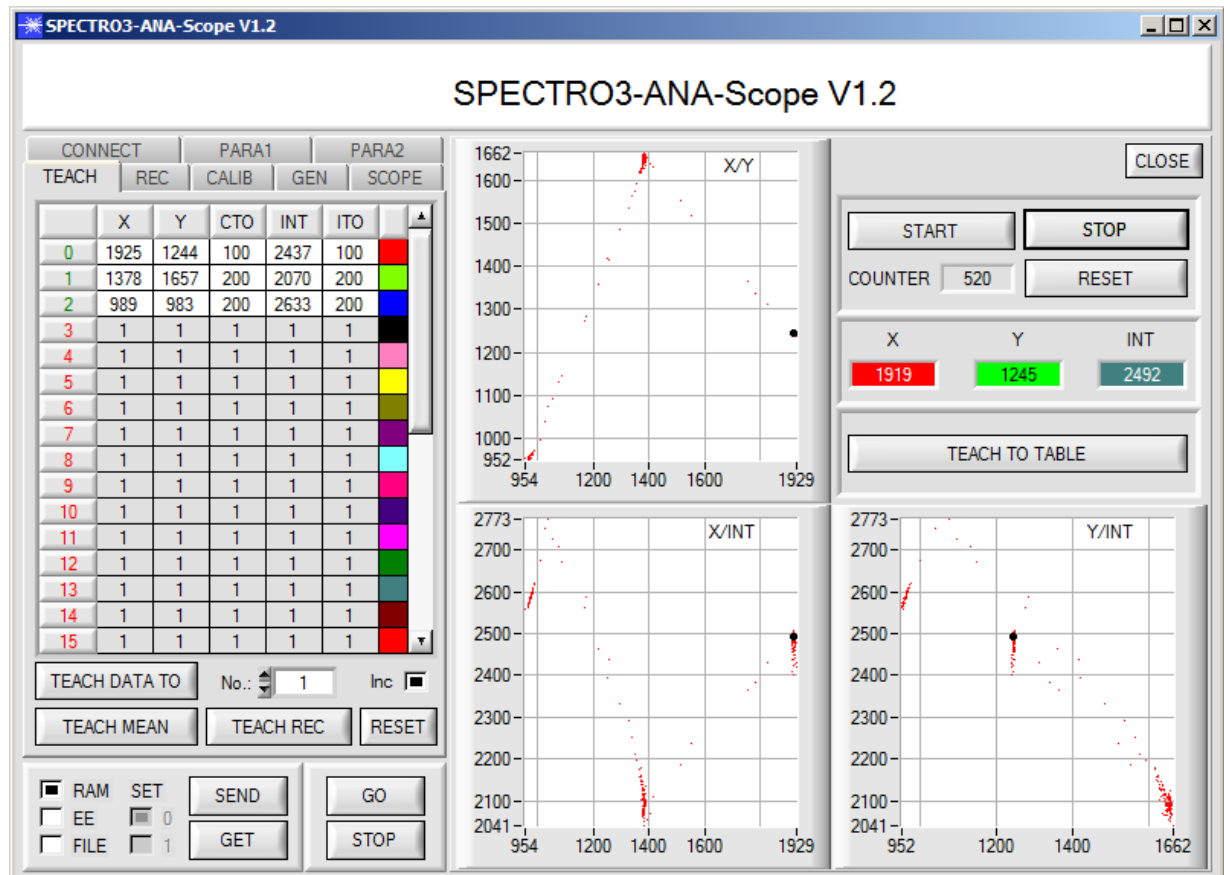 SPECTRO3-ANA-Scope V1.2
SPECTRO3-ANA-Scope V1.2
CONNECT PARA1 PARA2
TEACH REC CALIB GEN SCOPE
X Y CTO INT ITO
0 1925 1244 100 2437 100
1 1378 1657 200 2070 200
2 989 983 200 2633 200
3 1 1 1 1 1
4 1 1 1 1 1
5 1 1 1 1 1
6 1 1 1 1 1
7 1 1 1 1 1
8 1 1 1 1 1
9 1 1 1 1 1
10 1 1 1 1 1
11 1 1 1 1 1
12 1 1 1 1 1
13 1 1 1 1 1
14 1 1 1 1 1
15 1 1 1 1 1
TEACH DATA TO No.: 1 Inc
TEACH MEAN TEACH REC RESET
RAM SET SEND GO
EE 0
FILE 1 GET STOP
X/Y
1662
1600
1500
1400
1300
1200
1100
1000
952
954 1200 1400 1600 1929
CLOSE
START STOP
COUNTER 520 RESET
X Y INT
1919 1245 2492
TEACH TO TABLE
X/INT
2773
2700
2600
2500
2400
2300
2200
2100
2041
954 1200 1400 1600 1929
Y/INT
2773
2700
2600
2500
2400
2300
2200
2100
2041
952 1200 1400 1662